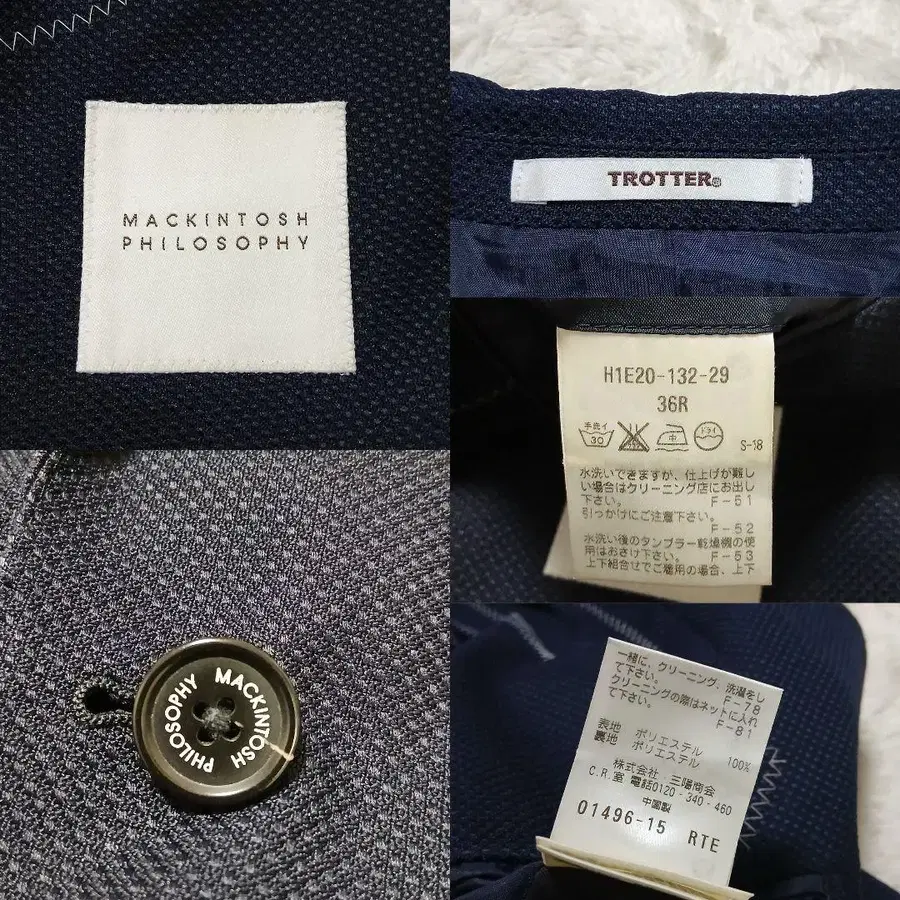 MACKINTOSH
PHILOSOPHY
TROTTER®
H1E20-132-29
36R
手洗イ
30
中
ドライ
S-18
水洗いできますが、仕上げが難し
い場合はクリーニング店にお出し
下さい。 F-51
引っかけにご注意下さい。
F-52
水洗い後のタンブラー乾燥機の使
用はおさけ下さい。 F-53
上下組合せでご着用の場合、上下
MACKINTOSH PHILOSOPHY
一緒に、クリーニング、洗濯をし
て下さい。 F-78
クリーニングの際はネットに入れ
て下さい。 F-81
表地 ポリエステル
裏地 ポリエステル 100%
株式会社 三陽商会
C.R.室 電話0120-340-460
中国製
01496-15 RTE